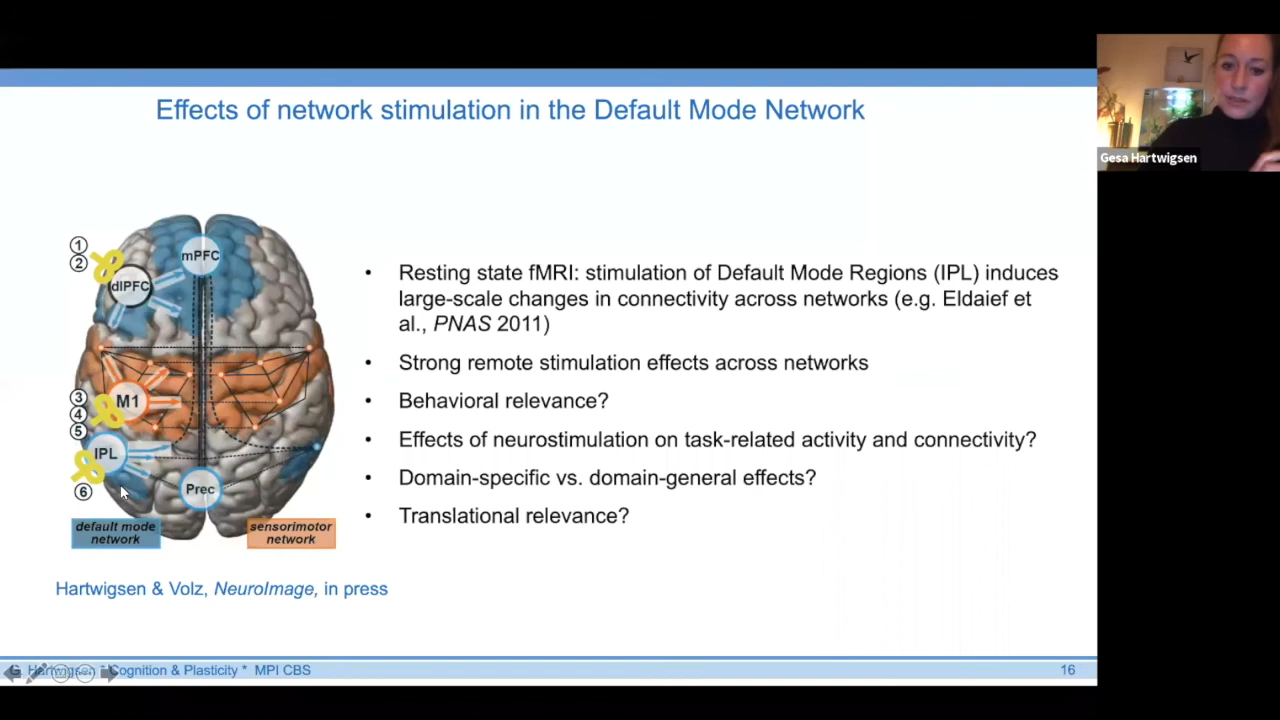 Effects of network stimulation in the Default Mode Network
Gesa Hartwigsen
1
2
mPFC
dlPFC
3
4
5
M1
IPL
6
Prec
default mode
network
sensorimotor
network
• Resting state fMRI: stimulation of Default Mode Regions (IPL) induces
large-scale changes in connectivity across networks (e.g. Eldaief et
al., PNAS 2011)
• Strong remote stimulation effects across networks
• Behavioral relevance?
• Effects of neurostimulation on task-related activity and connectivity?
• Domain-specific vs. domain-general effects?
• Translational relevance?
Hartwigsen & Volz, NeuroImage, in press
G. Hartwigsen * Cognition & Plasticity * MPI CBS
16